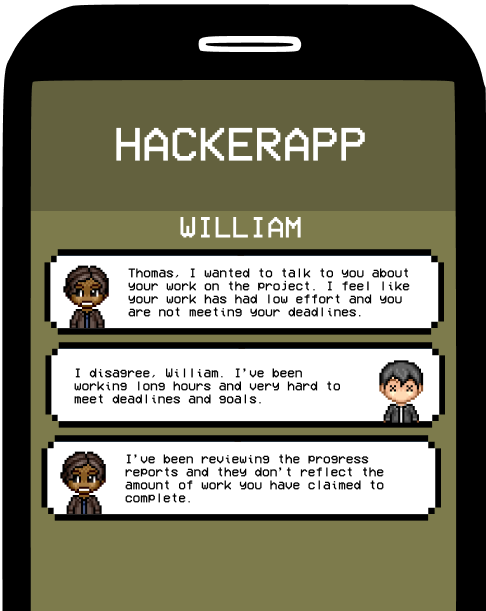 HACKERAPP
WILLIAM
Thomas, I wanted to talk to you about
your work on the project. I feel like
your work has had low effort and you
are not meeting your deadlines.
I disagree, William. I've been
working long hours and very hard to
meet deadlines and goals.
I've been reviewing the progress
reports and they don't reflect the
amount of work you have claimed to
complete.